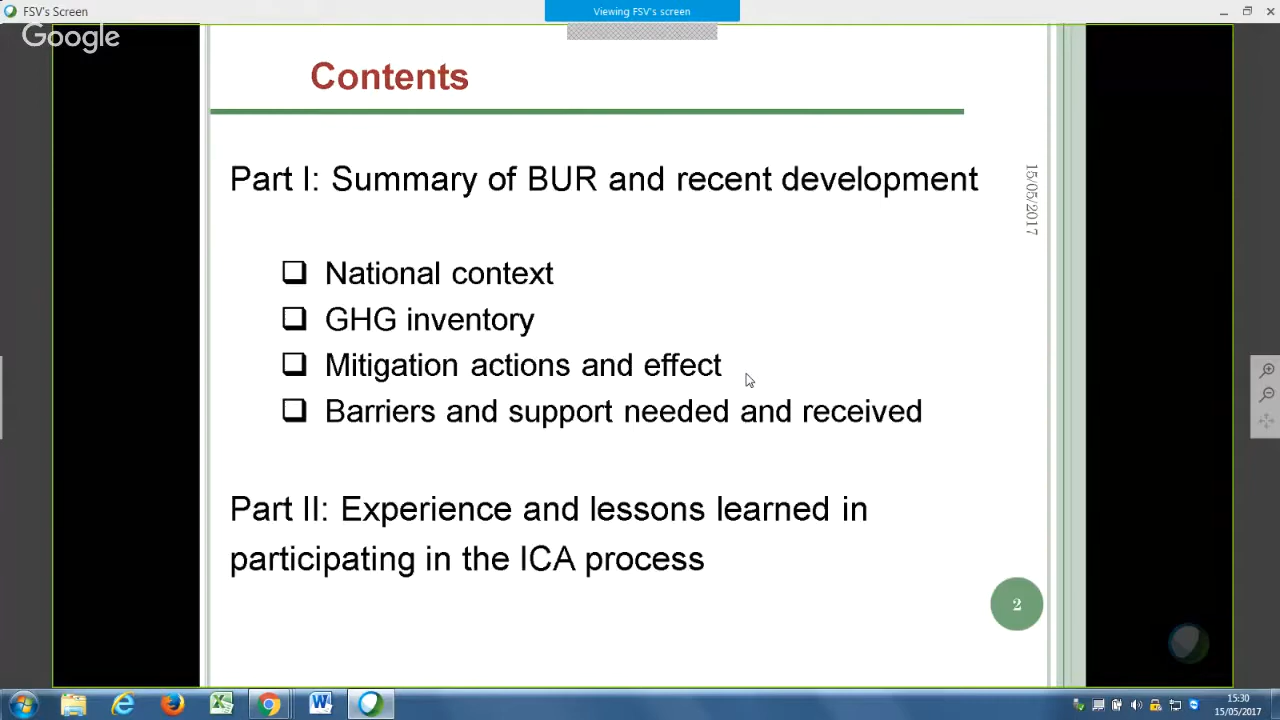 FSV's Screen
Viewing FSV's screen
Google
Contents
Part I: Summary of BUR and recent development
15/05/2017
National context
GHG inventory
Mitigation actions and effect
Barriers and support needed and received
Part II: Experience and lessons learned in
participating in the ICA process
2
15:30
15/05/2017